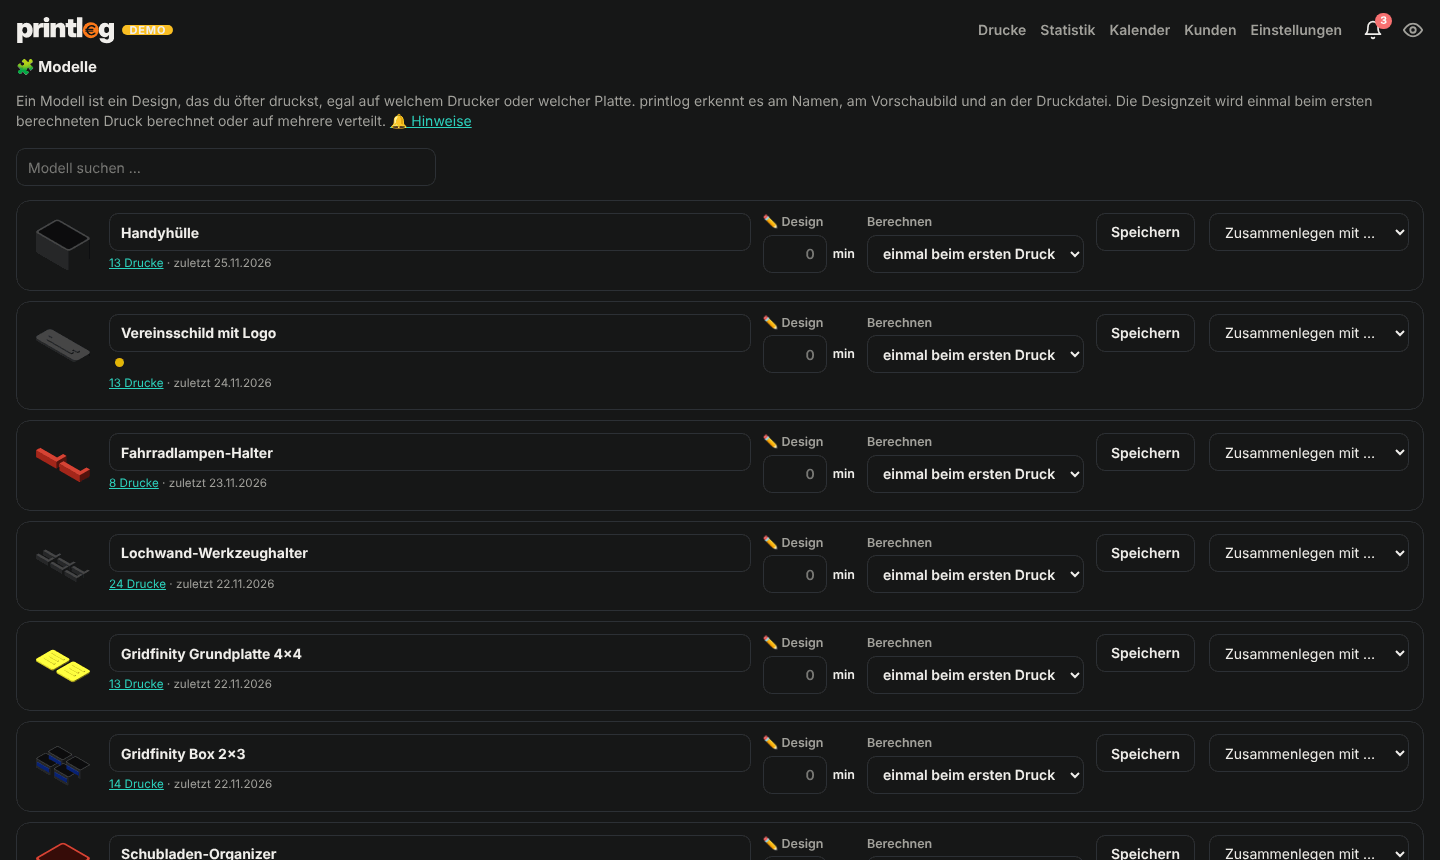 printl€g DEMO
Drucke Statistik Kalender Kunden Einstellungen 3
🧩 Modelle
Ein Modell ist ein Design, das du öfter druckst, egal auf welchem Drucker oder welcher Platte. printlog erkennt es am Namen, am Vorschaubild und an der Druckdatei. Die Designzeit wird einmal beim ersten
berechneten Druck berechnet oder auf mehrere verteilt. 🔔 Hinweise
Modell suchen ...
Handyhülle
13 Drucke · zuletzt 25.11.2026
✏️ Design Berechnen
0 min einmal beim ersten Druck Speichern Zusammenlegen mit ...
Vereinsschild mit Logo
13 Drucke · zuletzt 24.11.2026
✏️ Design Berechnen
0 min einmal beim ersten Druck Speichern Zusammenlegen mit ...
Fahrradlampen-Halter
8 Drucke · zuletzt 23.11.2026
✏️ Design Berechnen
0 min einmal beim ersten Druck Speichern Zusammenlegen mit ...
Lochwand-Werkzeughalter
24 Drucke · zuletzt 22.11.2026
✏️ Design Berechnen
0 min einmal beim ersten Druck Speichern Zusammenlegen mit ...
Gridfinity Grundplatte 4×4
13 Drucke · zuletzt 22.11.2026
✏️ Design Berechnen
0 min einmal beim ersten Druck Speichern Zusammenlegen mit ...
Gridfinity Box 2×3
14 Drucke · zuletzt 22.11.2026
✏️ Design Berechnen
0 min einmal beim ersten Druck Speichern Zusammenlegen mit ...
Schubladen-Organizer
✏️ Design Berechnen
Speichern Zusammenlegen mit ...